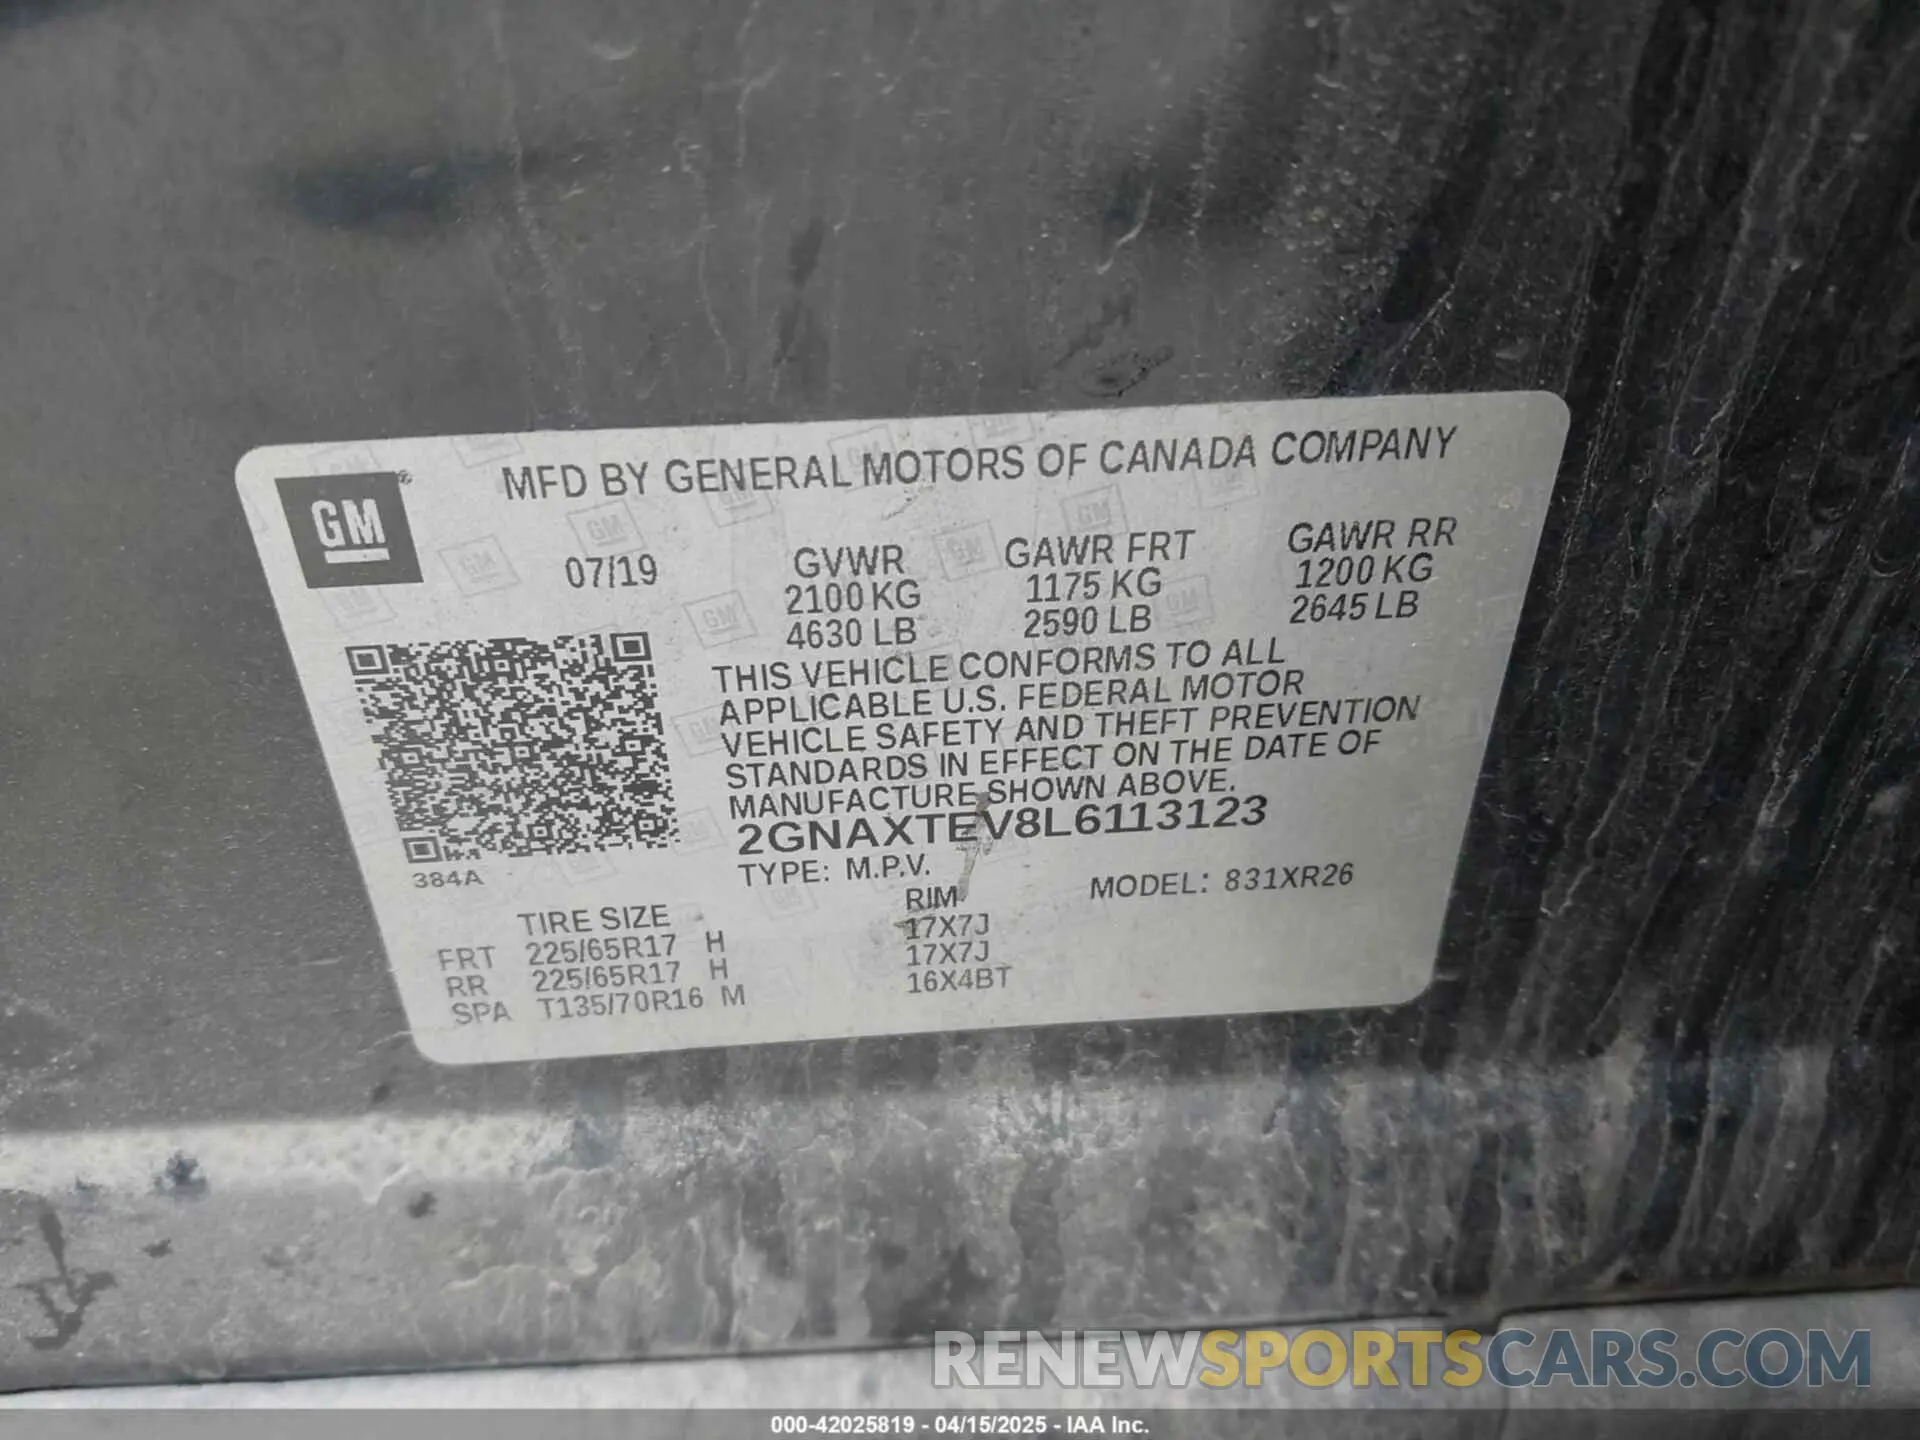 GM
MFD BY GENERAL MOTORS OF CANADA COMPANY
07/19
GVWR GAWR FRT GAWR RR
2100 KG 1175 KG 1200 KG
4630 LB 2590 LB 2645 LB
THIS VEHICLE CONFORMS TO ALL
APPLICABLE U.S. FEDERAL MOTOR
VEHICLE SAFETY AND THEFT PREVENTION
STANDARDS IN EFFECT ON THE DATE OF
MANUFACTURE SHOWN ABOVE.
2GNAXTEV8L6113123
384A
TYPE: M.P.V. MODEL: 831XR26
TIRE SIZE RIM
FRT 225/65R17 H 17X7J
RR 225/65R17 H 17X7J
SPA T135/70R16 M 16X4BT
RENEWSPORTSCARS.COM
000-42025819 - 04/15/2025 - IAA Inc.